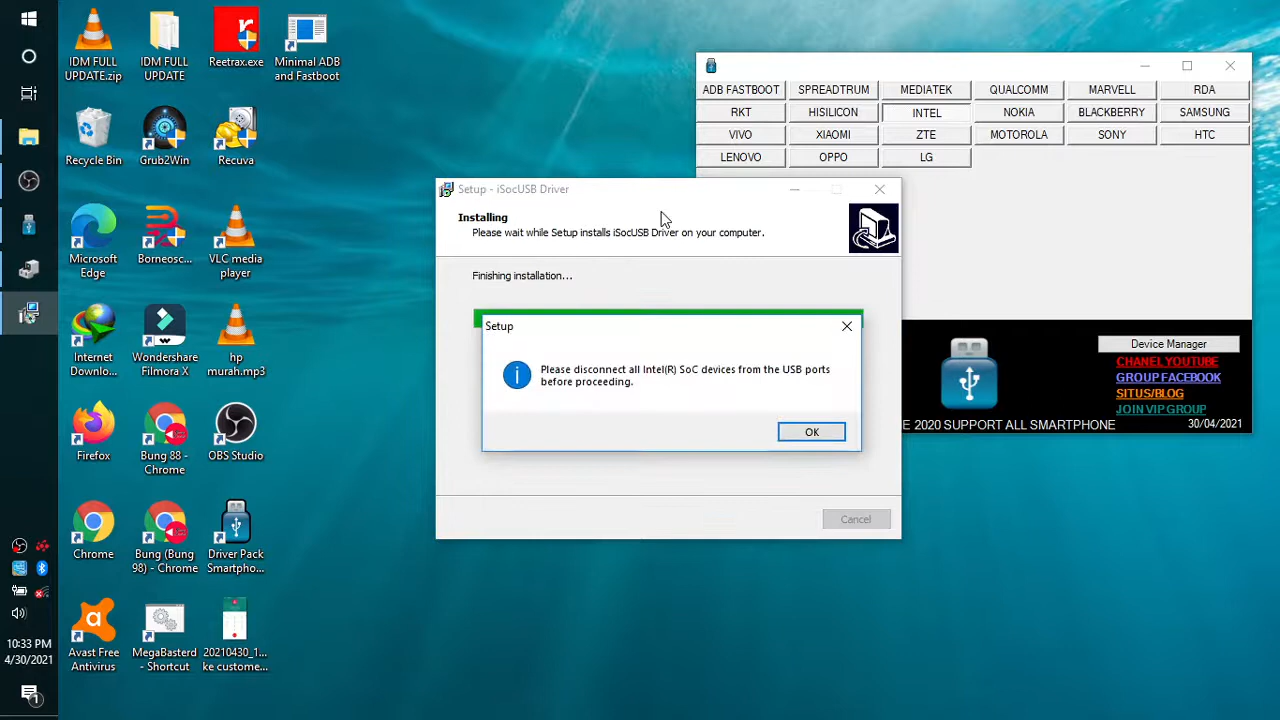 IDM FULL
UPDATE.zip
IDM FULL
UPDATE
Reetrax.exe
Minimal ADB
and Fastboot
Recycle Bin
Grub2Win
Recuva
Microsoft
Edge
Borneosc...
VLC media
player
Internet
Downlo...
Wondershare
Filmora X
hp
murah.mp3
Firefox
Bung 88 -
Chrome
OBS Studio
Chrome
Bung (Bung
98) - Chrome
Driver Pack
Smartpho...
Avast Free
Antivirus
MegaBasterd
- Shortcut
20210430_1...
ke custome...
10:33 PM
4/30/2021
1
ADB FASTBOOT
SPREADTRUM
MEDIATEK
QUALCOMM
MARVELL
RDA
RKT
HISILICON
INTEL
NOKIA
BLACKBERRY
SAMSUNG
VIVO
XIAOMI
ZTE
MOTOROLA
SONY
HTC
LENOVO
OPPO
LG
Device Manager
CHANEL YOUTUBE
GROUP FACEBOOK
SITUS/BLOG
JOIN VIP GROUP
E 2020 SUPPORT ALL SMARTPHONE
30/04/2021
Setup - iSocUSB Driver
Installing
Please wait while Setup installs iSocUSB Driver on your computer.
Finishing installation...
Setup
Please disconnect all Intel(R) SoC devices from the USB ports
before proceeding.
OK
Cancel